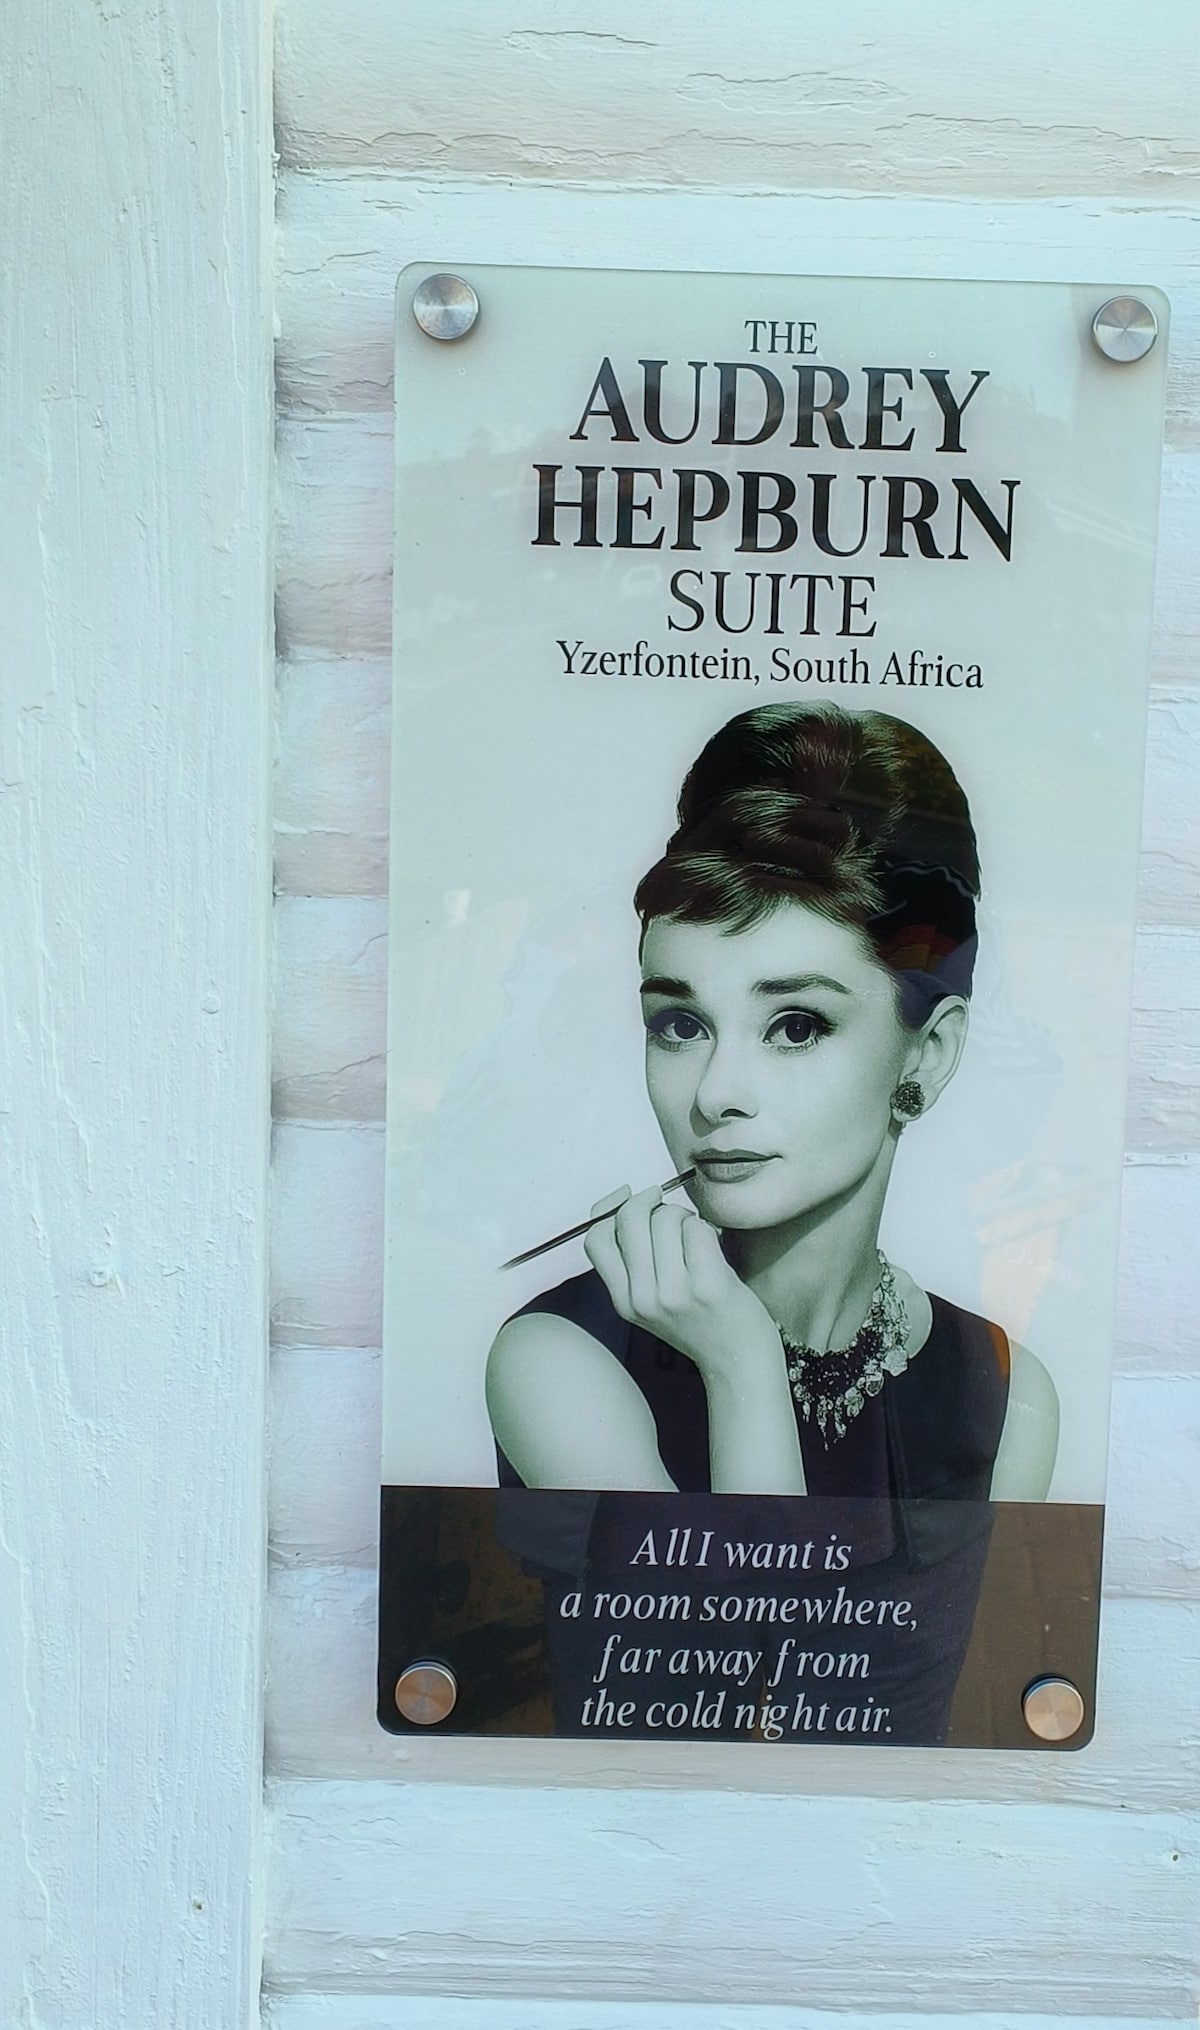 THE
AUDREY
HEPBURN
SUITE
Yzerfontein, South Africa
All I want is
a room somewhere,
far away from
the cold night air.